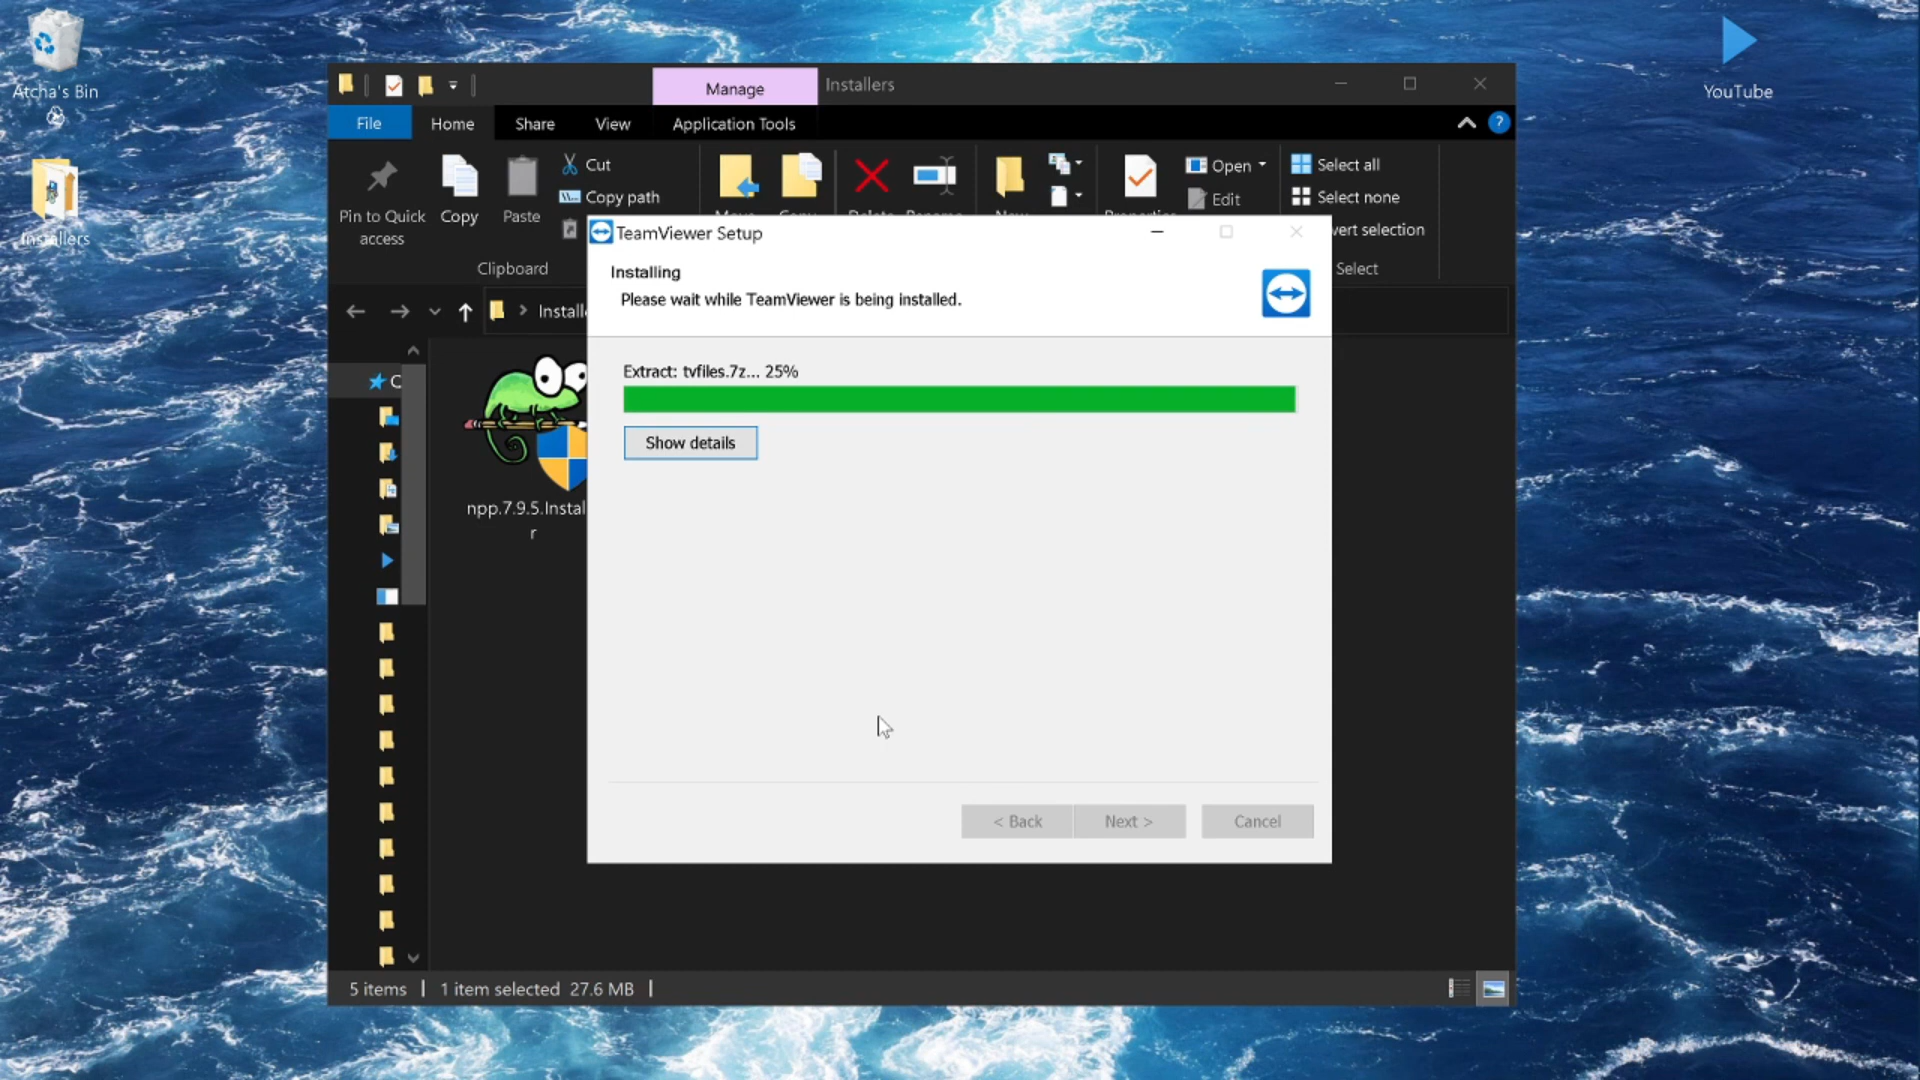 Atcha's Bin
Installers
YouTube
Manage
Installers
File
Home
Share
View
Application Tools
Pin to Quick
access
Copy
Paste
Cut
Copy path
Clipboard
Open
Edit
Select all
Select none
vert selection
Select
Install
TeamViewer Setup
Installing
Please wait while TeamViewer is being installed.
Extract: tvfiles.7z... 25%
Show details
npp.7.9.5.Instal
r
< Back
Next >
Cancel
5 items
1 item selected 27.6 MB